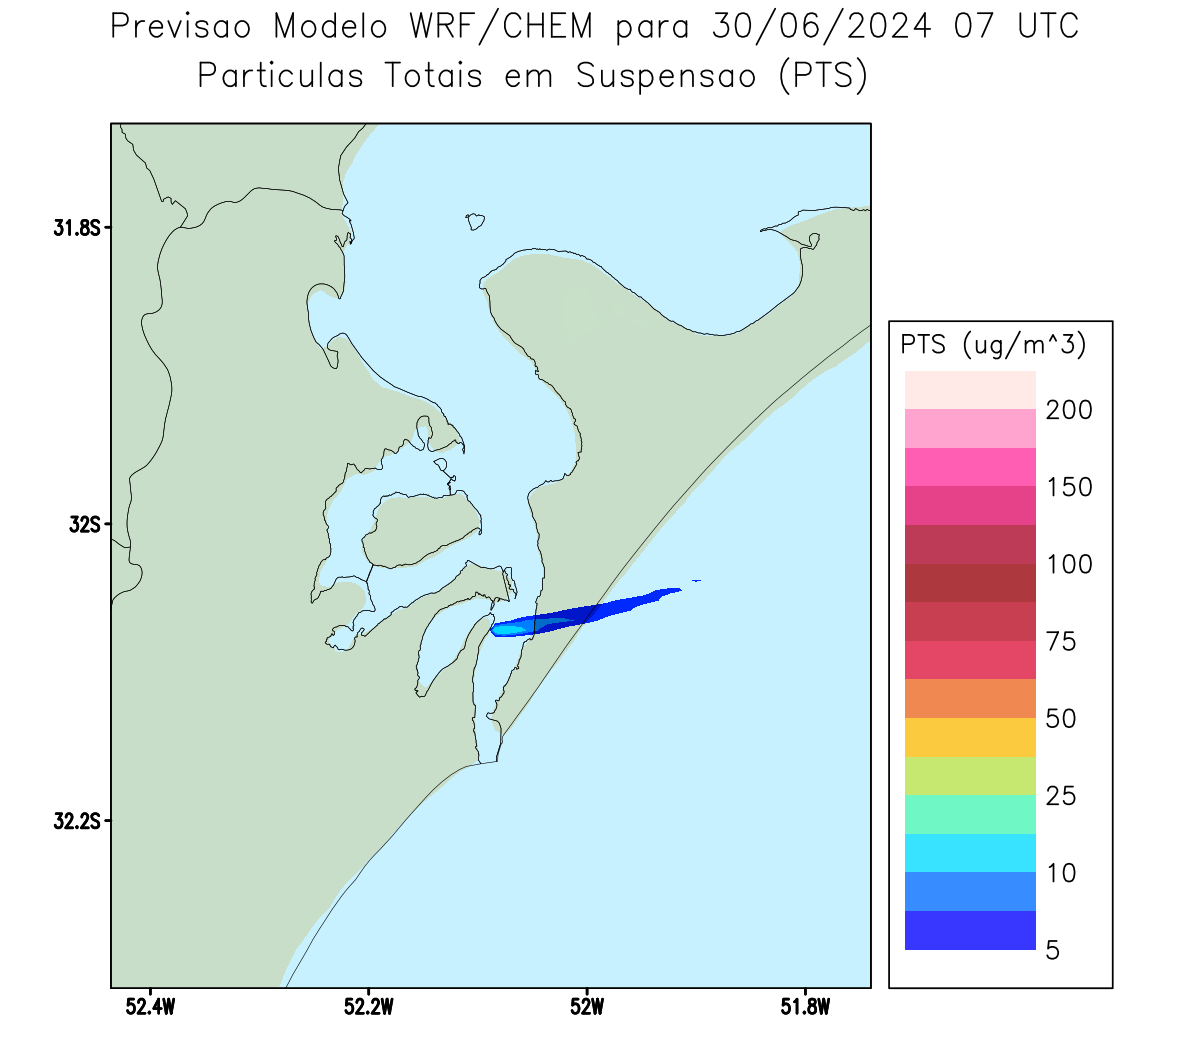 Previsao Modelo WRF/CHEM para 30/06/2024 07 UTC
Particulas Totais em Suspensao (PTS)
31.8S
32S
32.2S
52.4W
52.2W
52W
51.8W
PTS (ug/m^3)
200
150
100
75
50
25
10
5